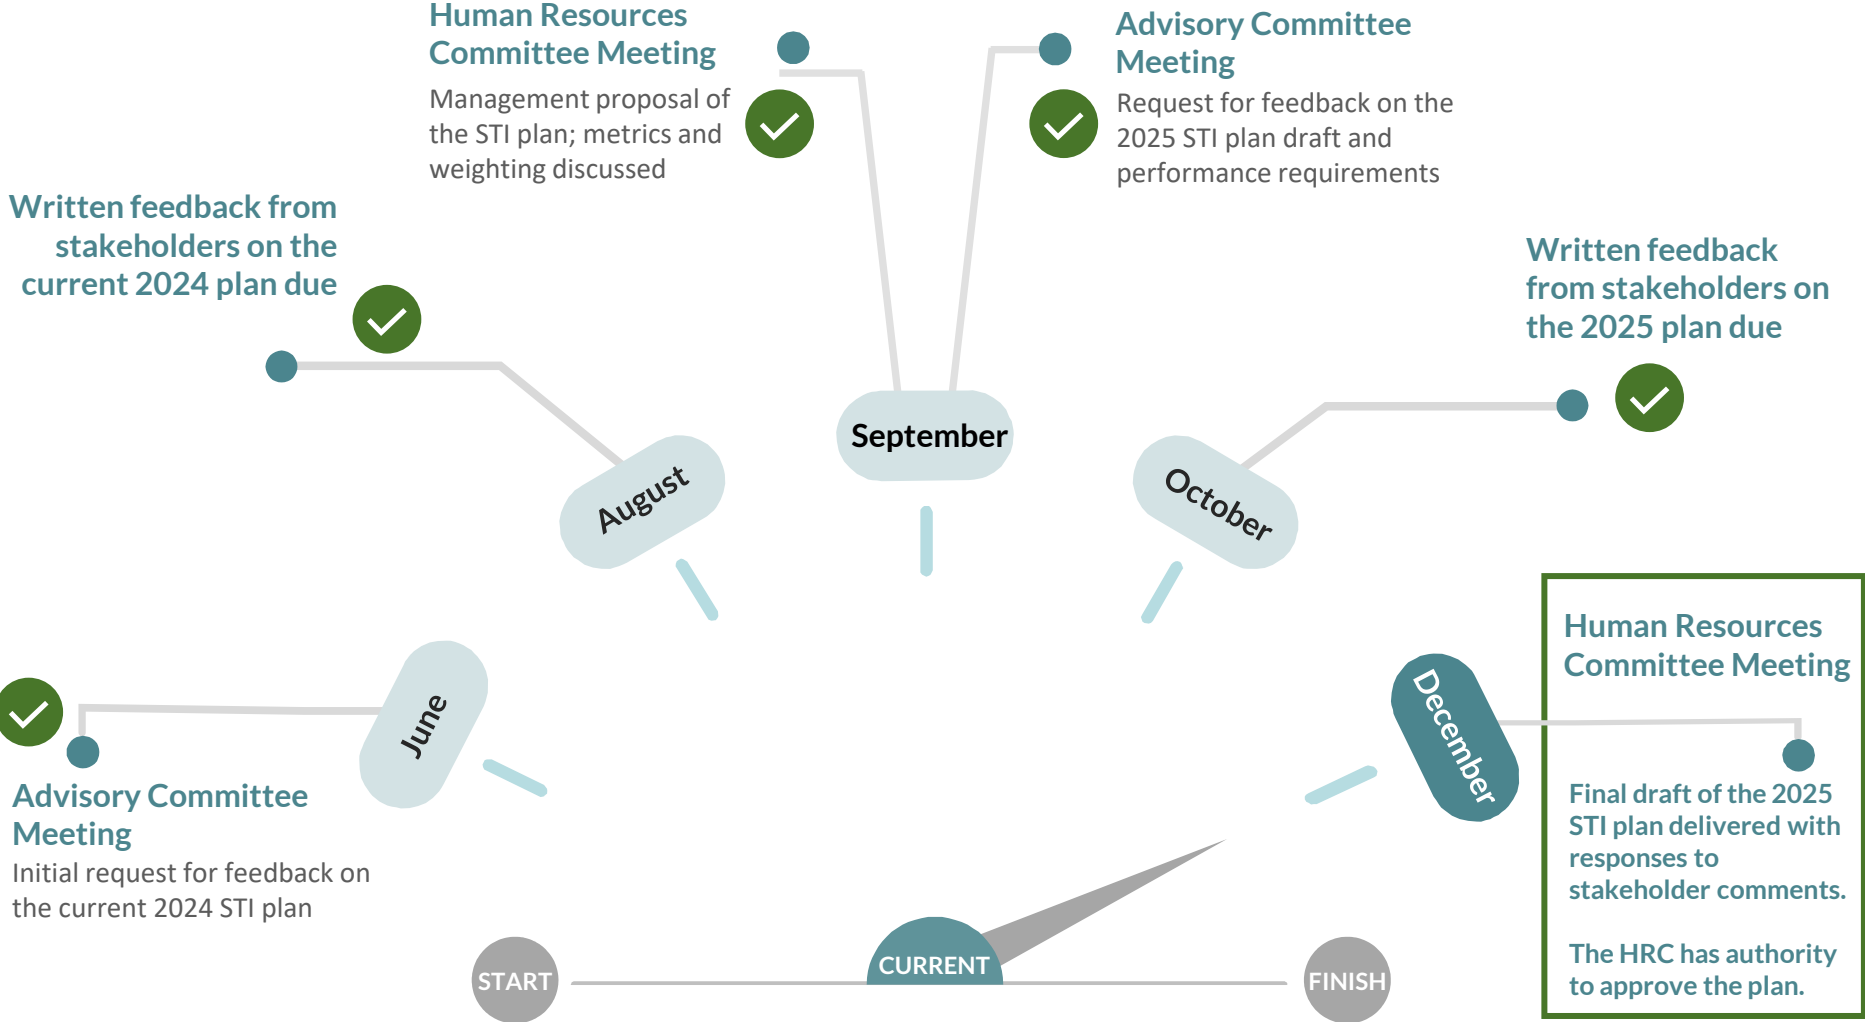 Human Resources
Committee Meeting
Management proposal of
the STI plan; metrics and
weighting discussed
Advisory Committee
Meeting
Request for feedback on the
2025 STI plan draft and
performance requirements
Written feedback from
stakeholders on the
current 2024 plan due
Written feedback
from stakeholders on
the 2025 plan due
September
August
October
June
December
Advisory Committee
Meeting
Initial request for feedback on
the current 2024 STI plan
Human Resources
Committee Meeting
Final draft of the 2025
STI plan delivered with
responses to
stakeholder comments.
The HRC has authority
to approve the plan.
START
CURRENT
FINISH